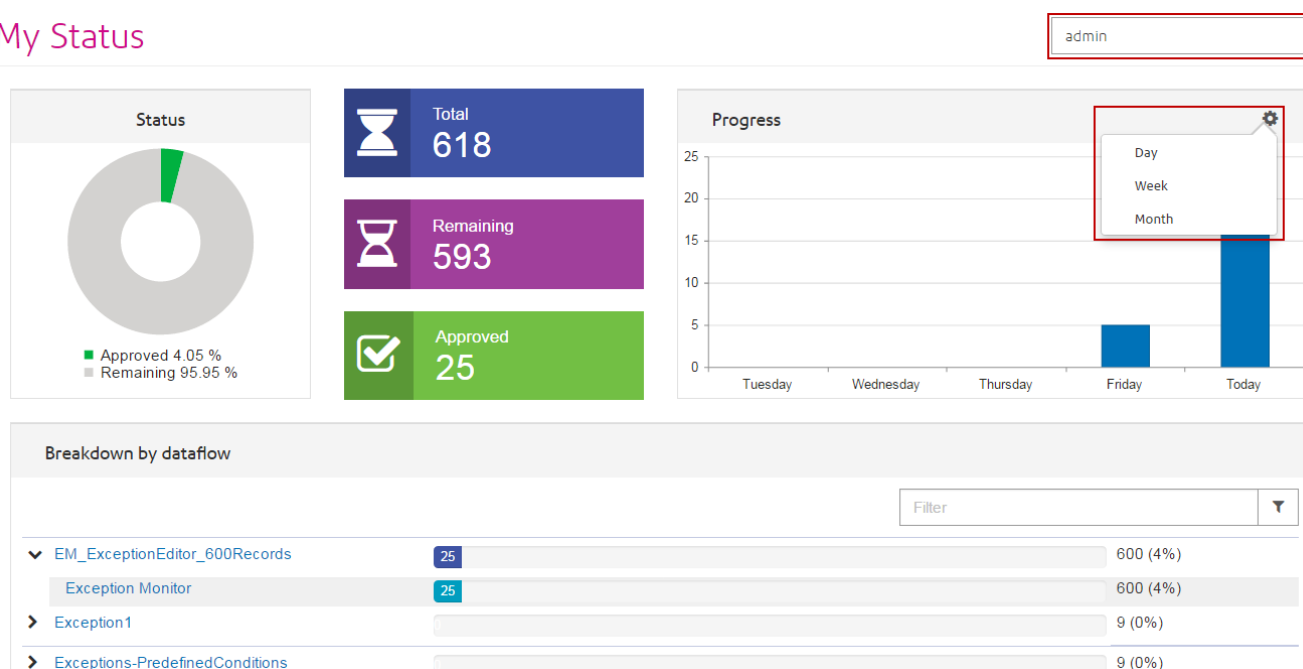 My Status
admin
Status
Approved 4.05 %
Remaining 95.95 %
Total
618
Remaining
593
Approved
25
Progress
Day
Week
Month
25
20
15
10
5
0
Tuesday Wednesday Thursday Friday Today
Breakdown by dataflow
Filter
EM_ExceptionEditor_600Records 25 600 (4%)
Exception Monitor 25 600 (4%)
Exception1 0 9 (0%)
Exceptions-PredefinedConditions 0 9 (0%)